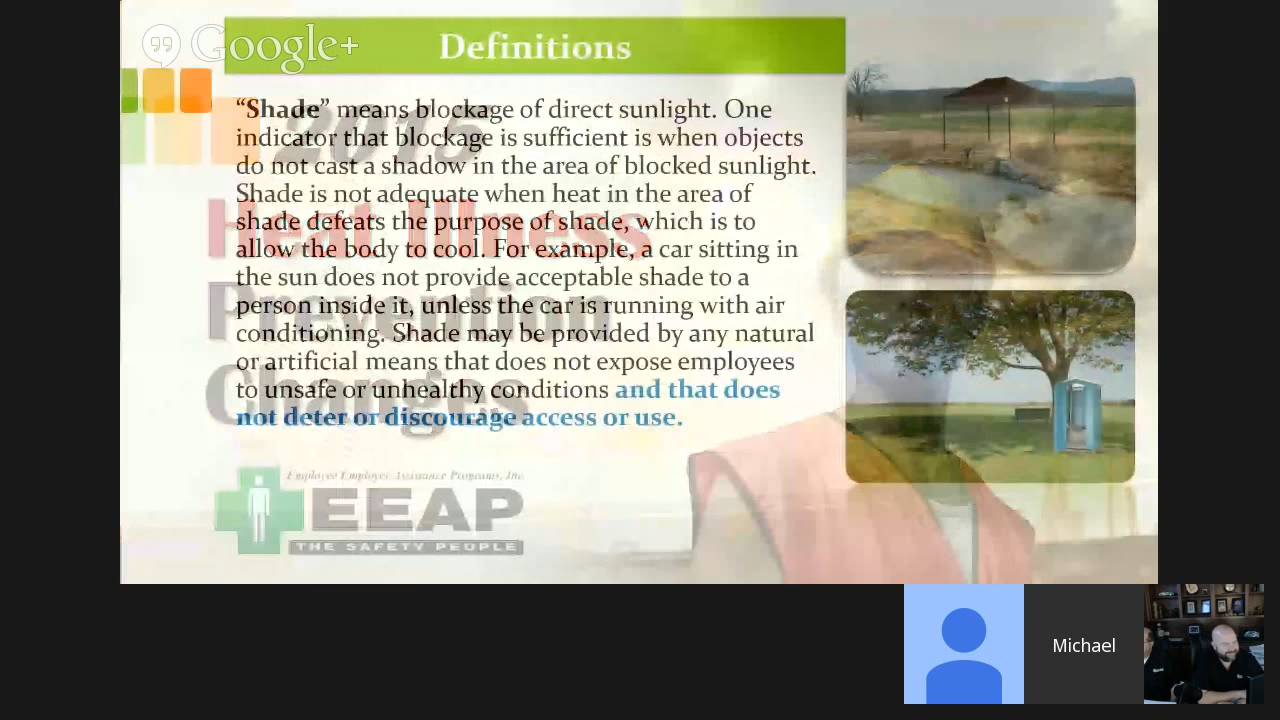 Google+
Definitions
“Shade” means blockage of direct sunlight. One
indicator that blockage is sufficient is when objects
do not cast a shadow in the area of blocked sunlight.
Shade is not adequate when heat in the area of
shade defeats the purpose of shade, which is to
allow the body to cool. For example, a car sitting in
the sun does not provide acceptable shade to a
person inside it, unless the car is running with air
conditioning. Shade may be provided by any natural
or artificial means that does not expose employees
to unsafe or unhealthy conditions and that does
not deter or discourage access or use.
2015
Heat Illness
Prevention
Changes
Employee Employer Assistance Programs, Inc.
EEAP
THE SAFETY PEOPLE
Michael